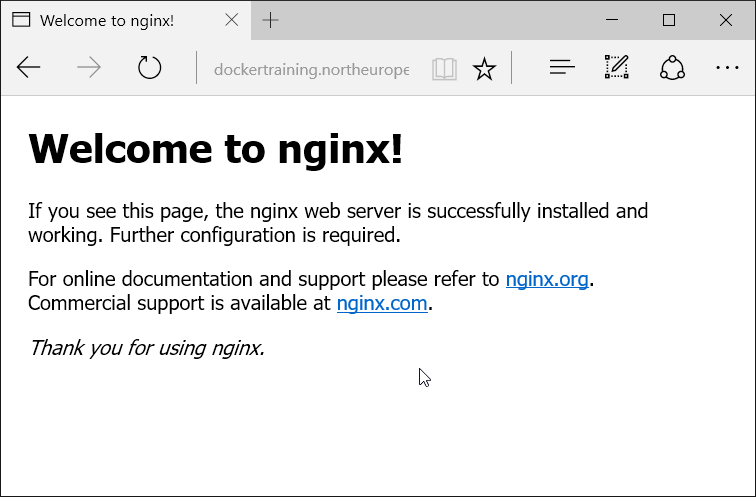 Welcome to nginx!
dockertraining.northeurope
Welcome to nginx!
If you see this page, the nginx web server is successfully installed and
working. Further configuration is required.
For online documentation and support please refer to nginx.org.
Commercial support is available at nginx.com.
Thank you for using nginx.